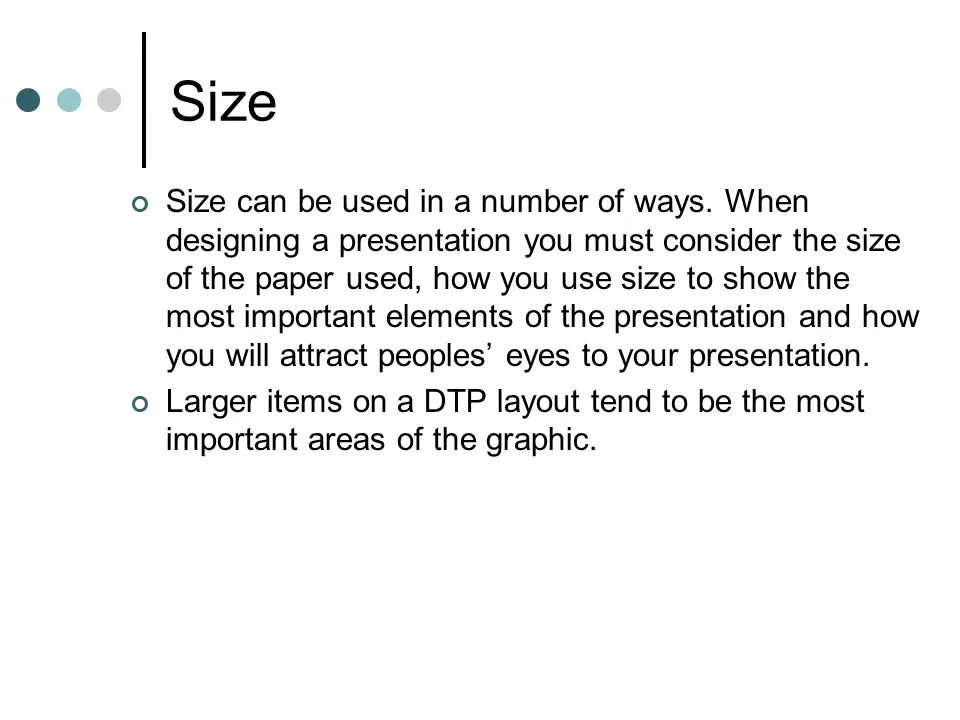 Size
Size can be used in a number of ways. When
designing a presentation you must consider the size
of the paper used, how you use size to show the
most important elements of the presentation and how
you will attract peoples’ eyes to your presentation.
Larger items on a DTP layout tend to be the most
important areas of the graphic.